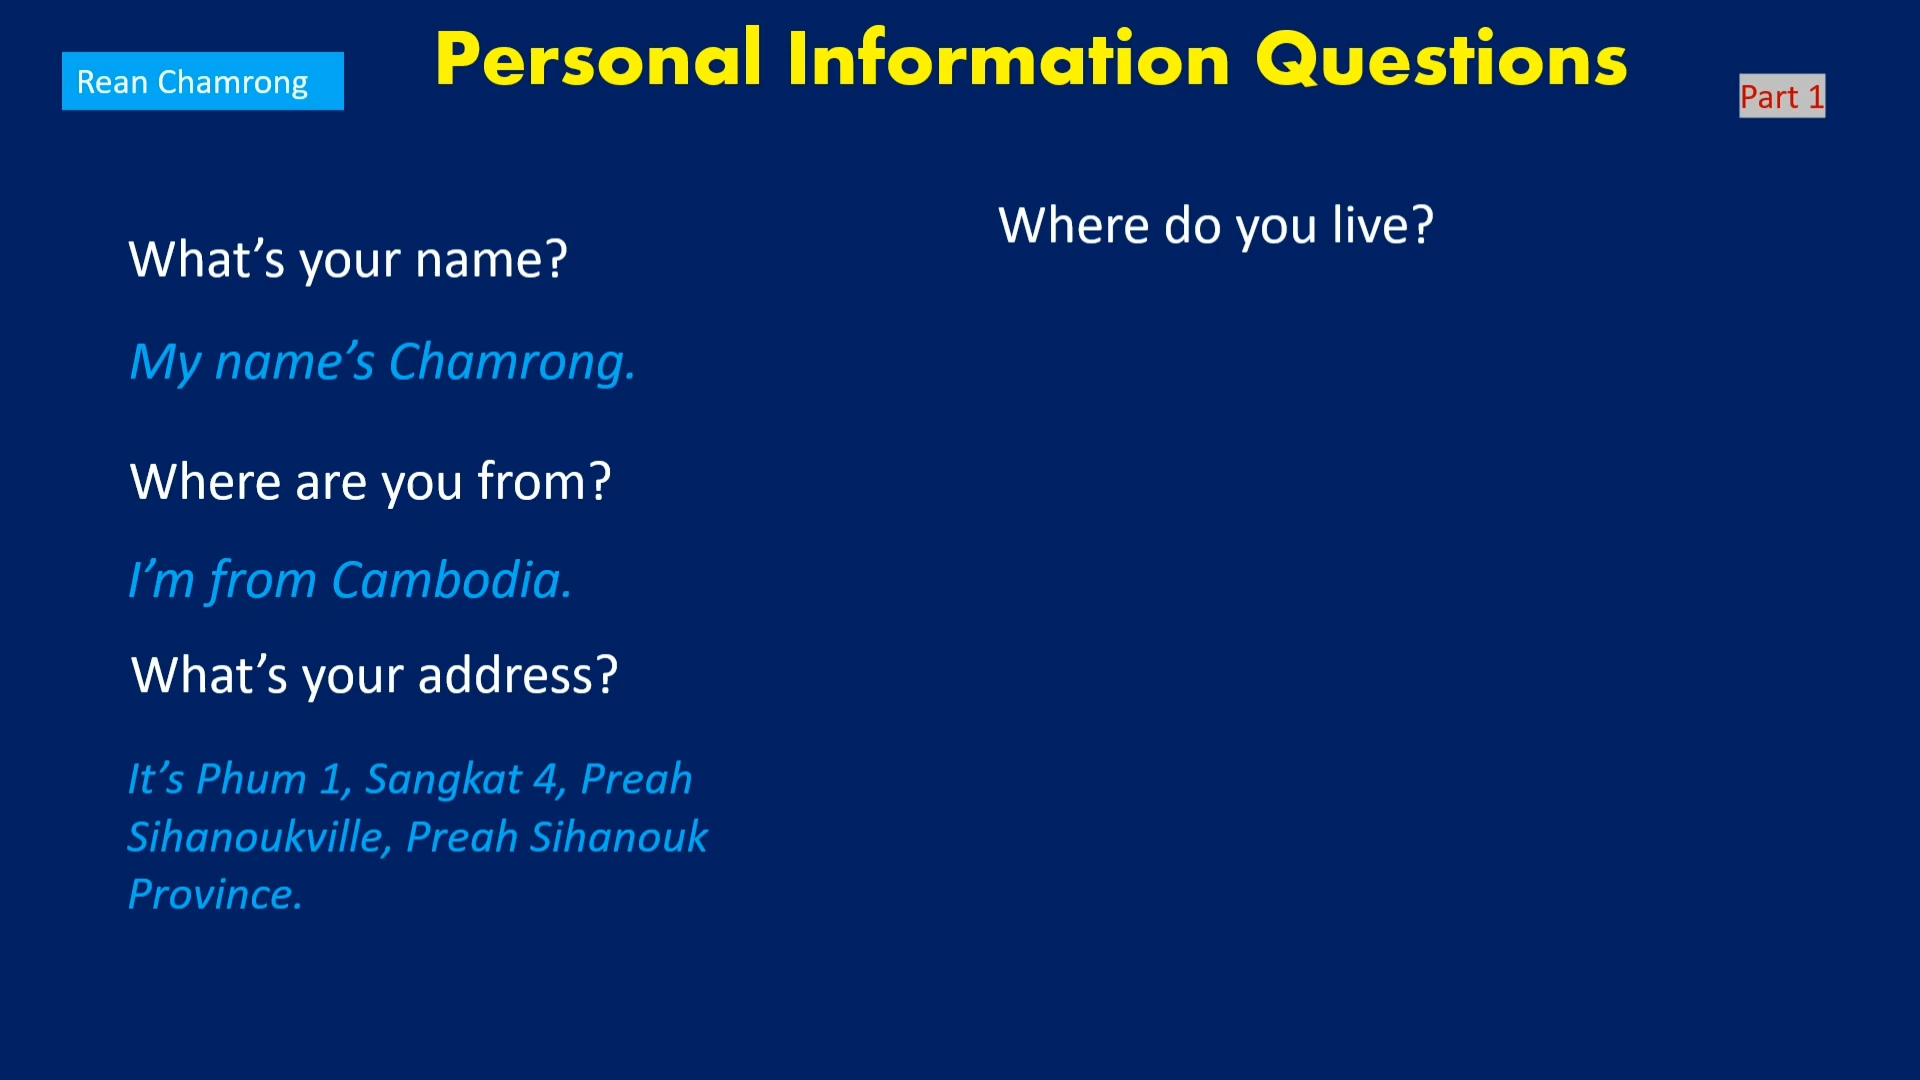 Personal Information Questions
Rean Chamrong
Part 1
What’s your name?
My name’s Chamrong.
Where are you from?
I’m from Cambodia.
What’s your address?
It’s Phum 1, Sangkat 4, Preah
Sihanoukville, Preah Sihanouk
Province.
Where do you live?